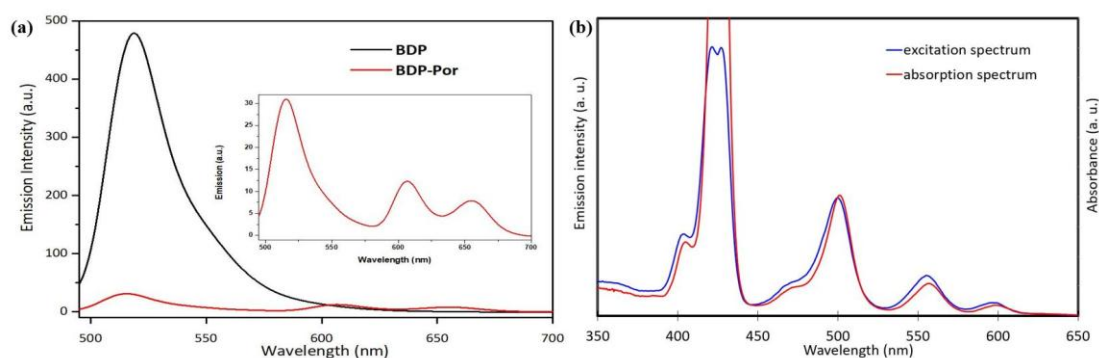 (a)
500
400
300
200
100
0
Emission Intensity (a.u.)
BDP
BDP-Por
30
25
20
15
10
5
0
Emission (a.u.)
500
550
600
650
700
Wavelength (nm)
500
550
600
650
700
Wavelength (nm)
(b)
excitation spectrum
absorption spectrum
Emission intensity (a. u.)
Absorbance (a. u.)
350
400
450
500
550
600
650
Wavelength (nm)